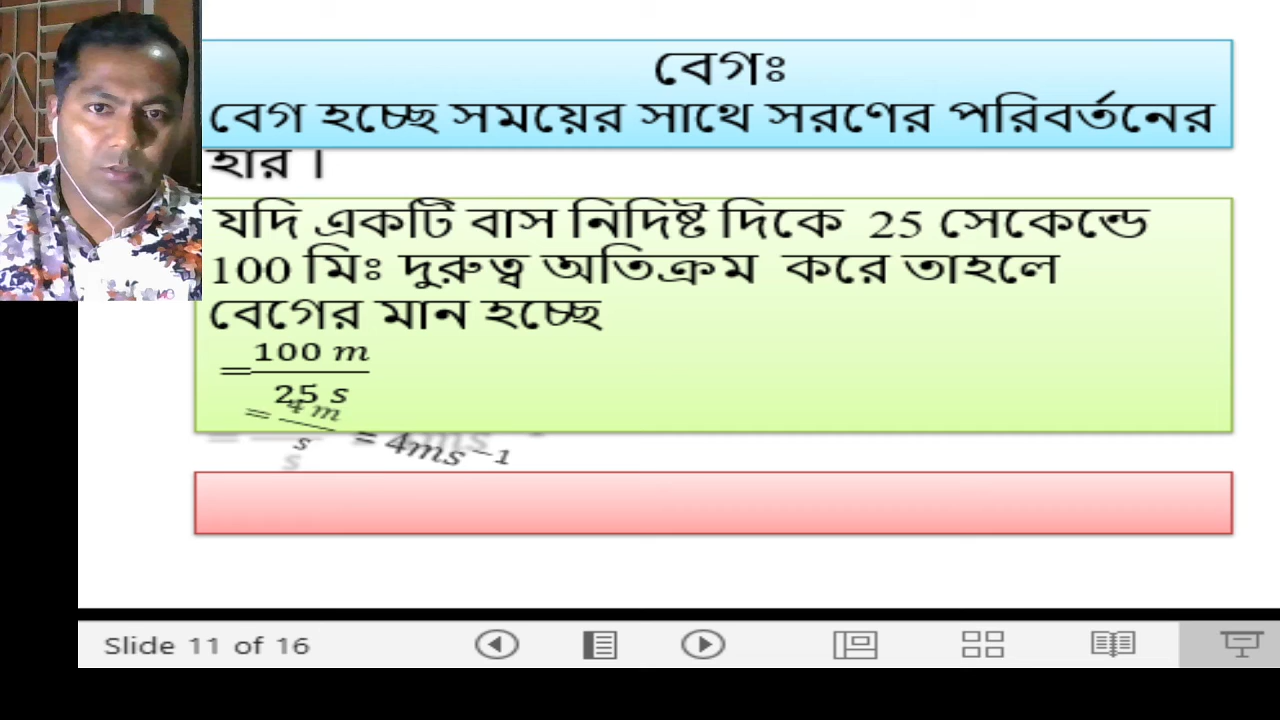 বেগঃ
বেগ হচ্ছে সময়ের সাথে সরণের পরিবর্তনের
হার ।
যদি একটি বাস নিদিষ্ট দিকে 25 সেকেন্ডে
100 মিঃ দুরুত্ব অতিক্রম করে তাহলে
বেগের মান হচ্ছে
=100 m / 25 s
= 4 m / s = 4ms⁻¹
Slide 11 of 16